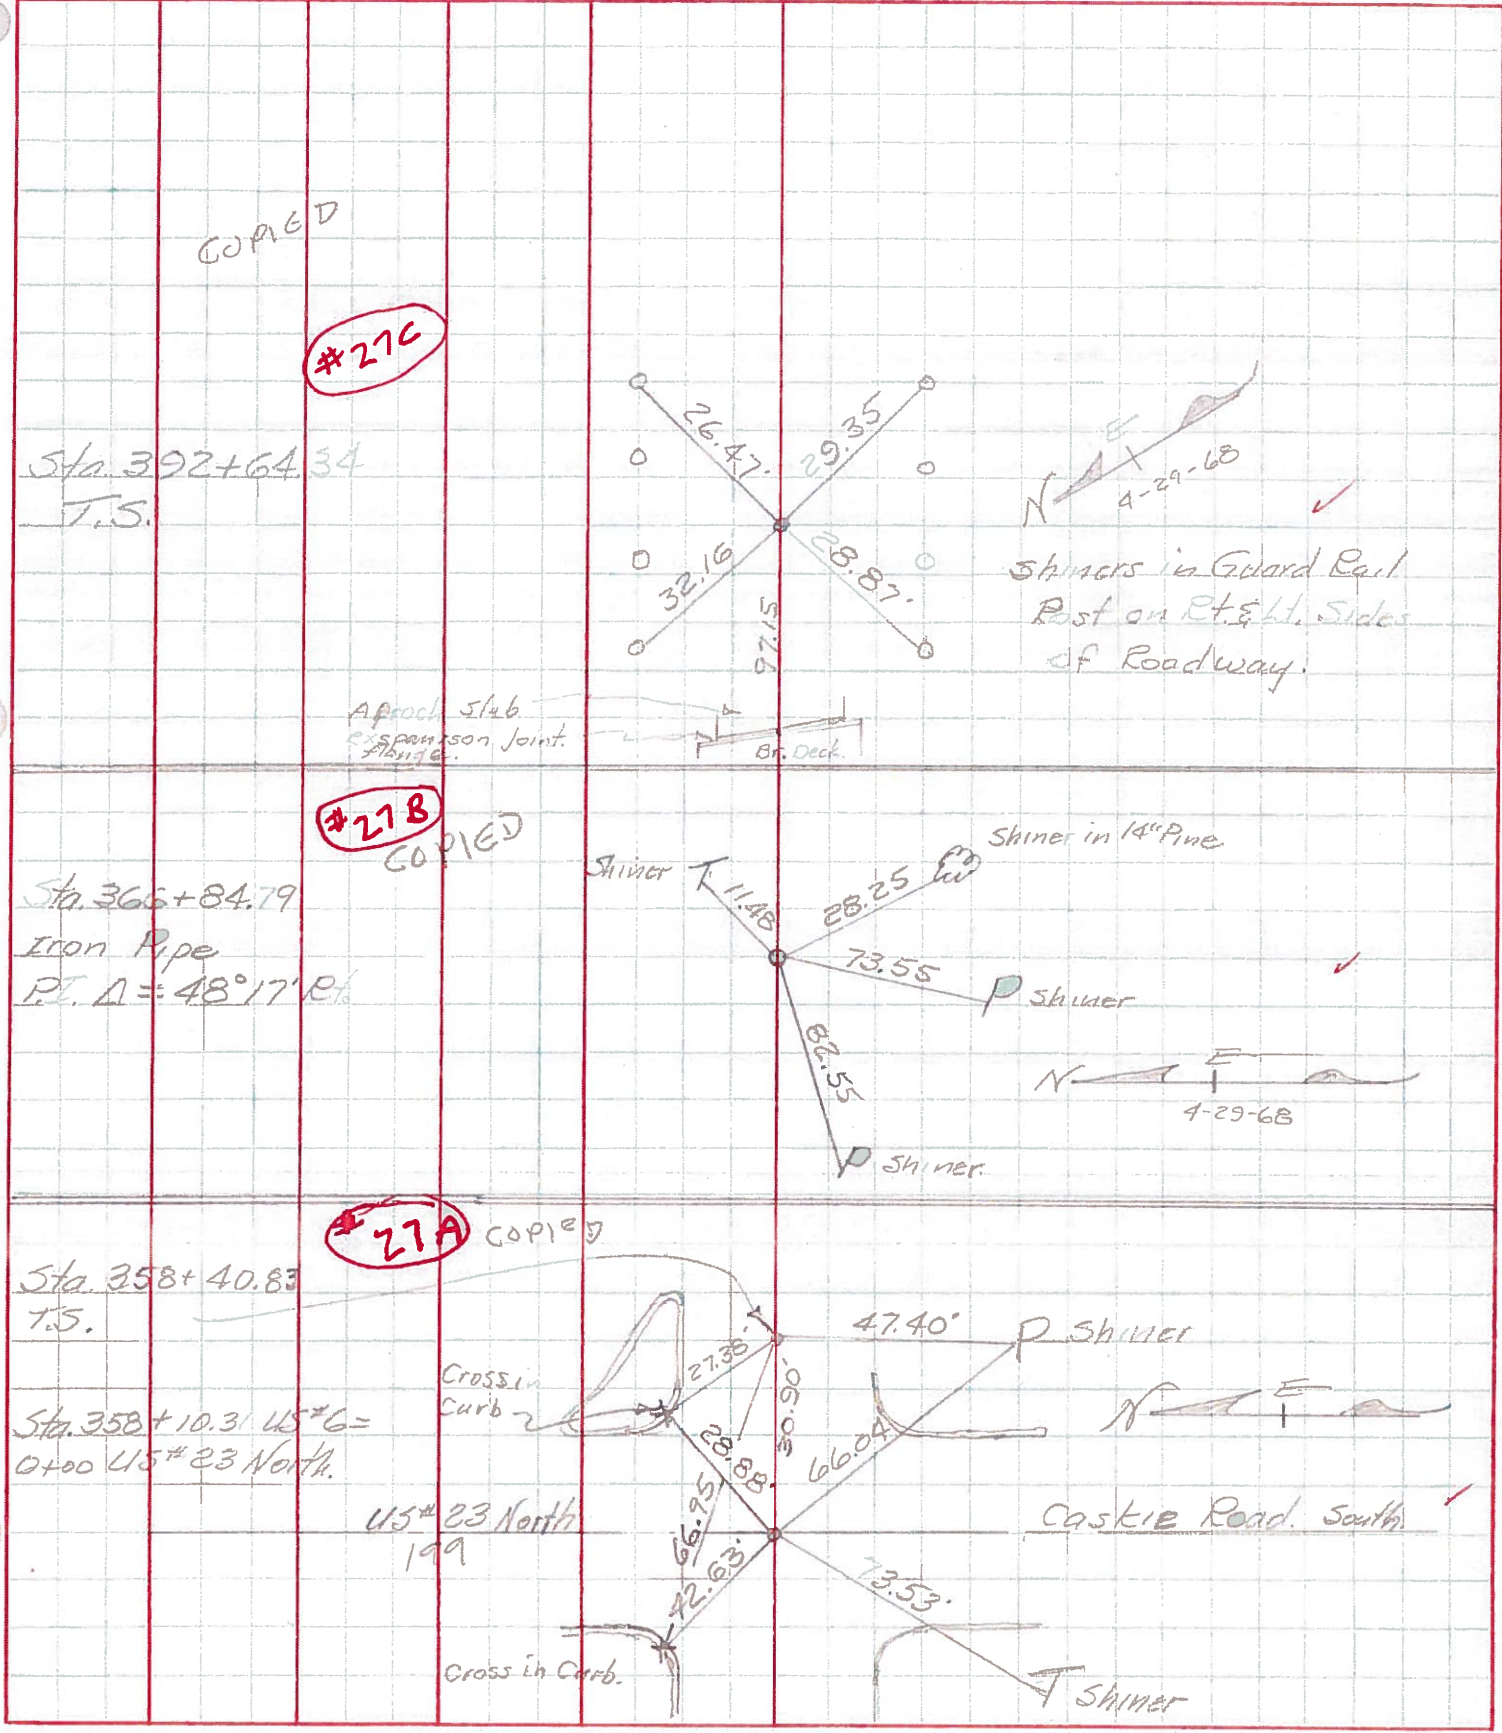 COPIED
#27C
Sta. 392+64.34
T.S.
26.47'
29.35
32.16
28.87'
97.15
N
E
4-29-68
Shiners in Guard Rail
Post on Rt. & Lt. Sides
of Roadway.
Aproch Slab
exspansson Joint.
flange.
Br. Deck
#27B
COPIED
Sta. 366+84.79
Iron Pipe
P.I. Δ = 48°17' Rt.
Shiner T
11.48
28.25
Shiner in 14" Pine
73.55
P Shiner
82.55
P Shiner.
N
E
4-29-68
#27A
COPIED
Sta. 358+40.83
T.S.
Sta. 358+10.31 US#6=
0+00 US#23 North.
Cross in
Curb
27.38'
47.40'
P Shiner
30.90'
28.88'
66.04
66.95
42.63'
73.53'
N
E
US#23 North
199
Caskie Road. South.
Cross in Curb.
T Shiner